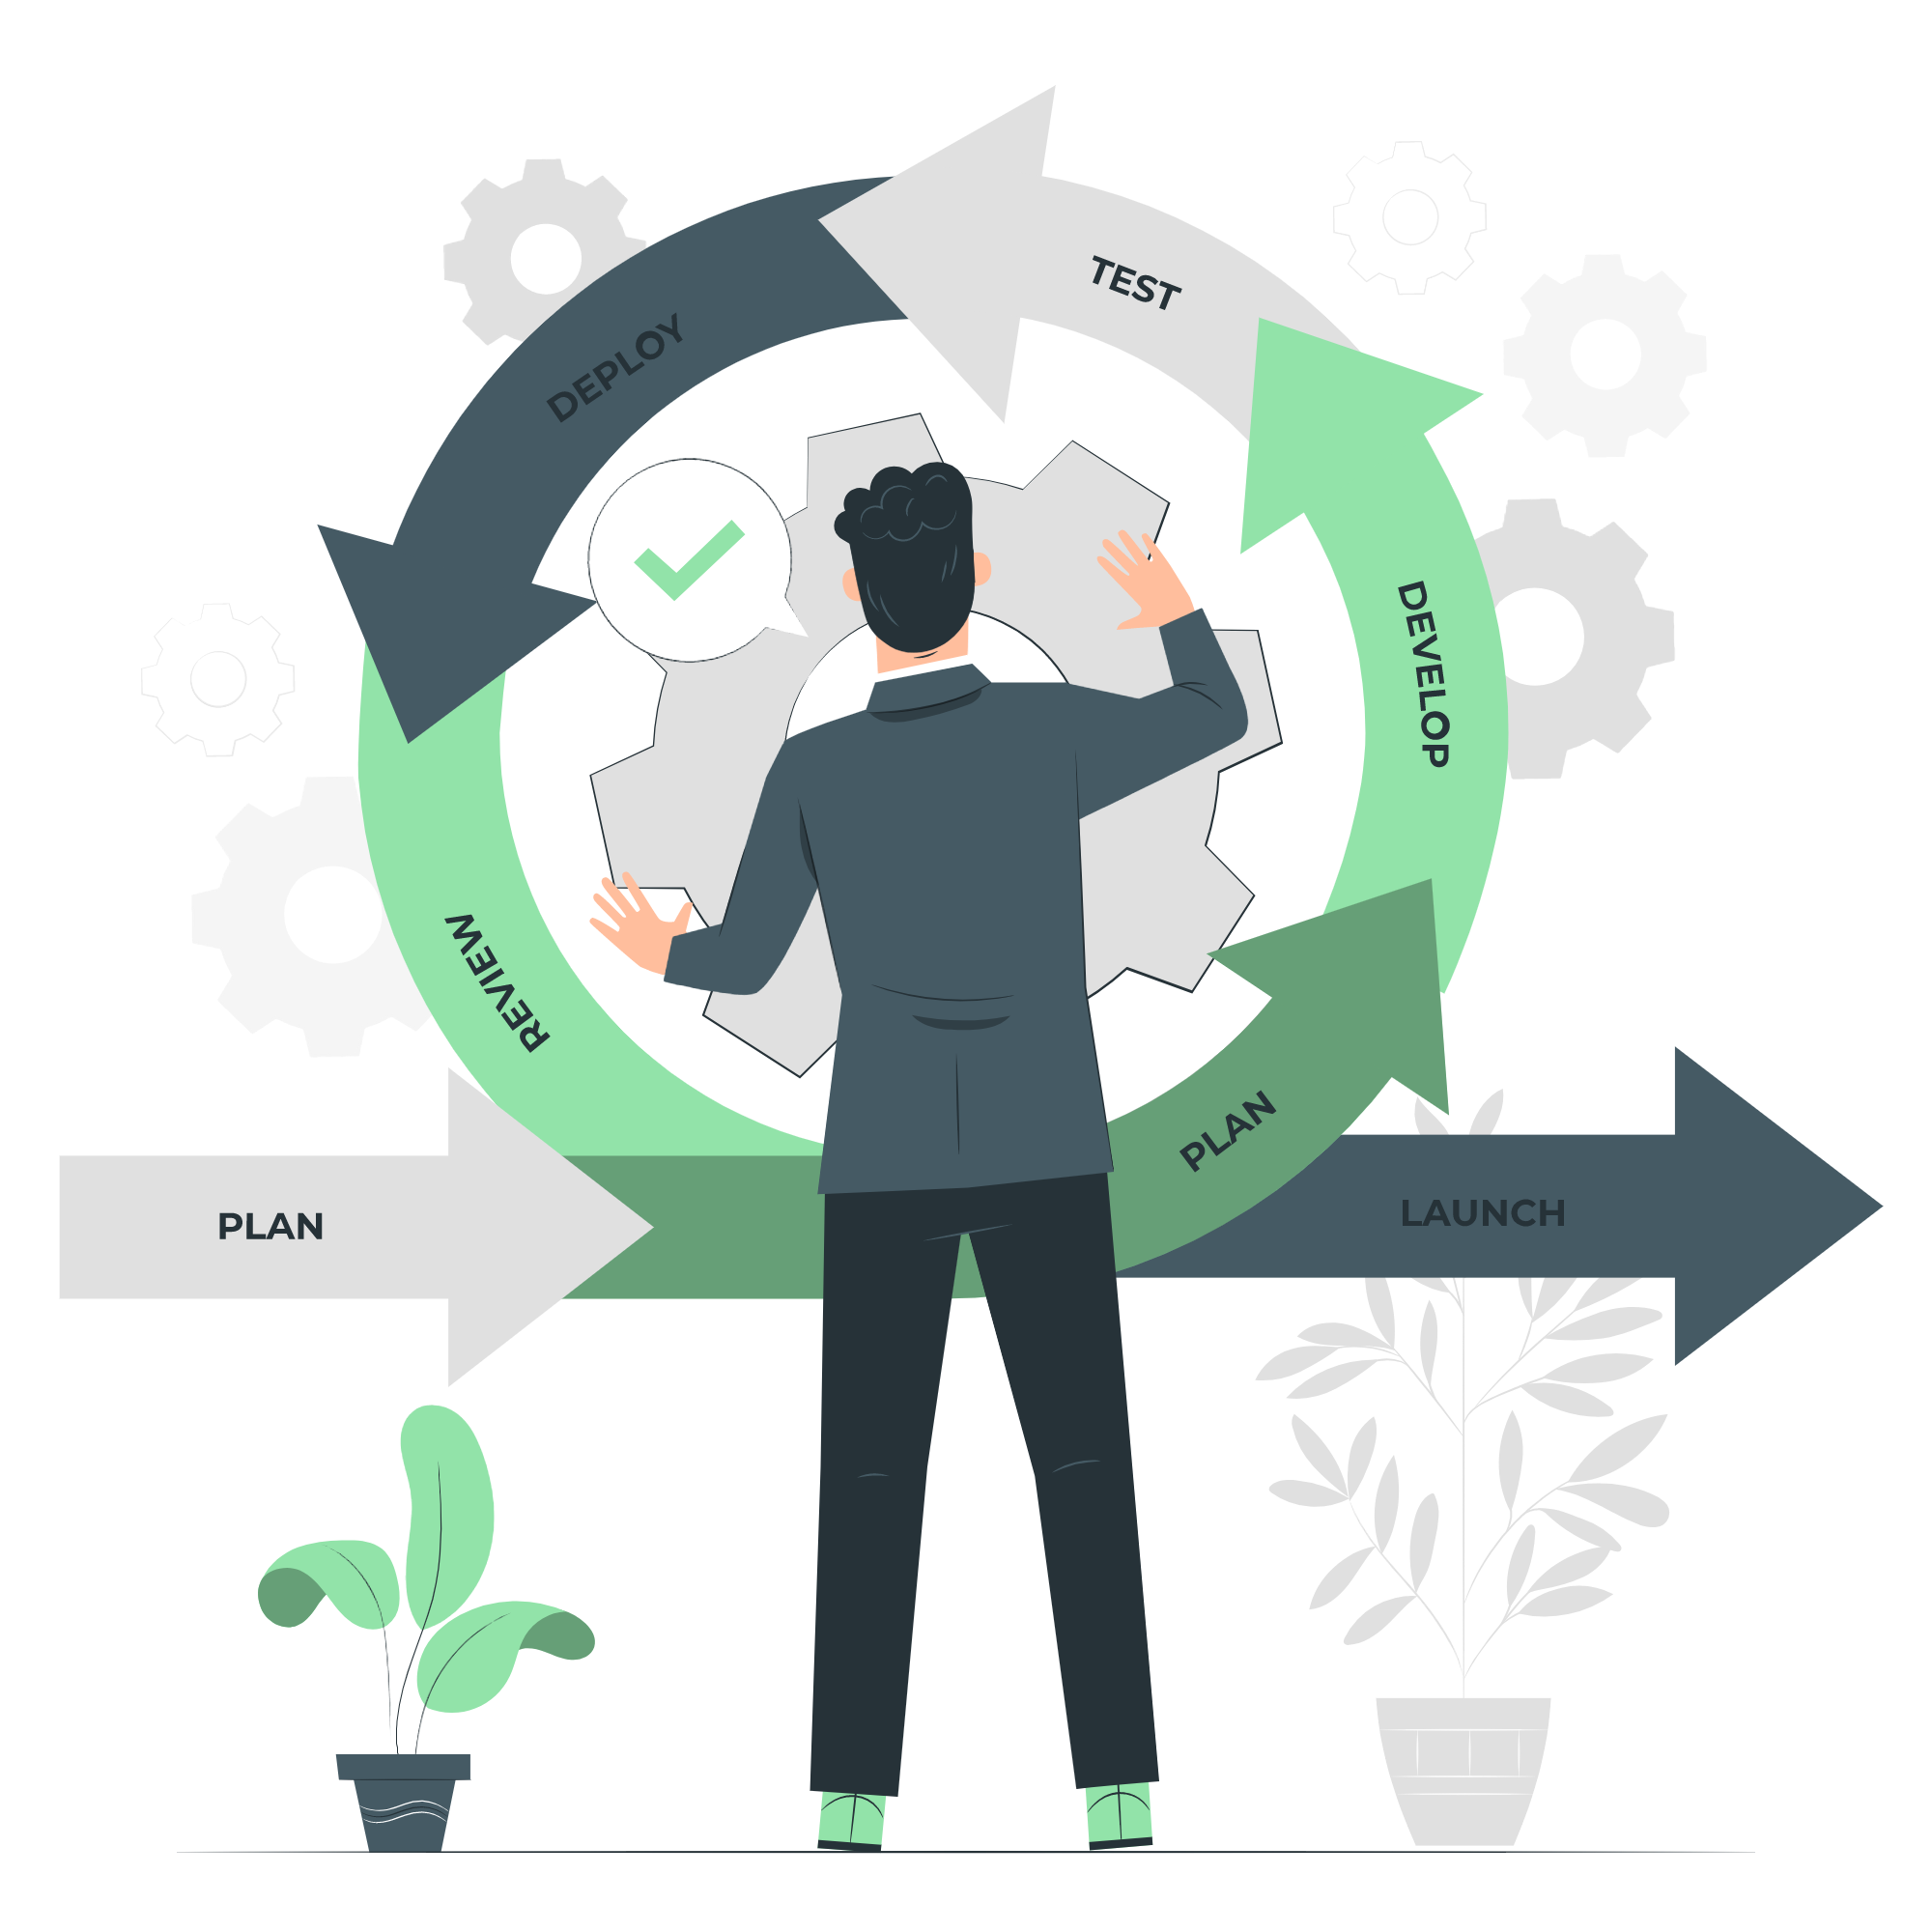 TEST
DEPLOY
DEVELOP
REVIEW
PLAN
PLAN
LAUNCH